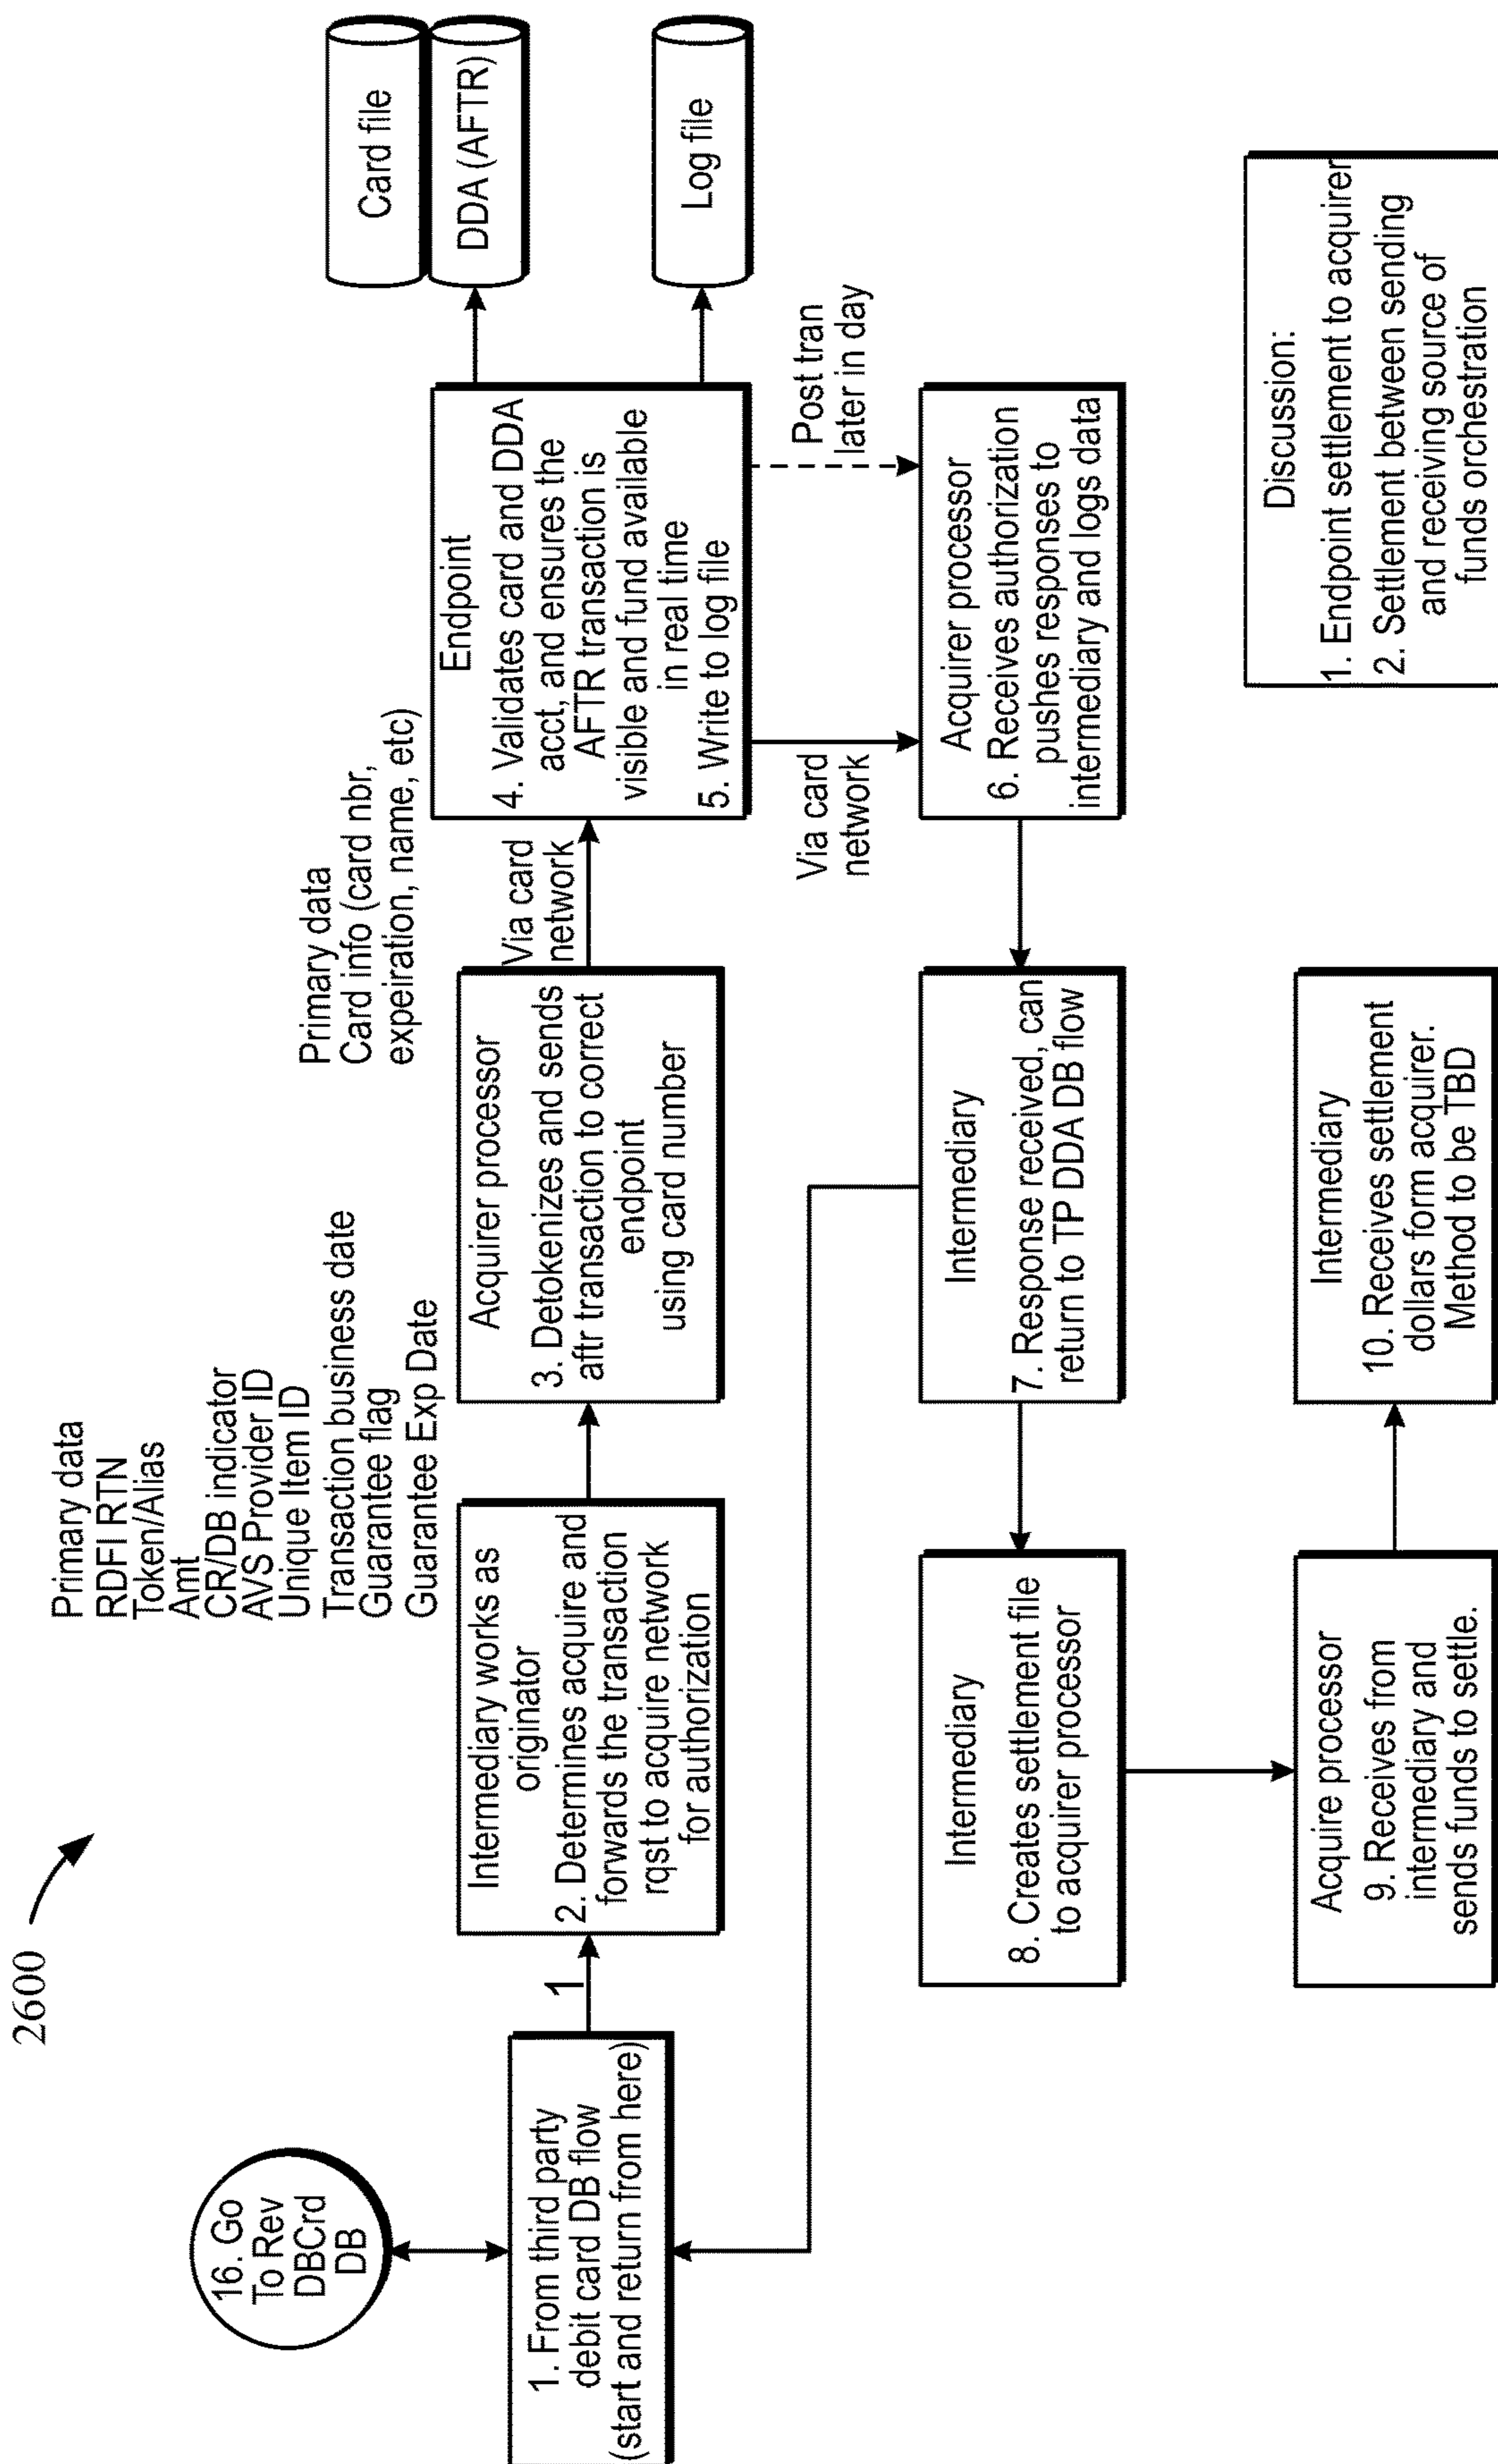 2600
16. Go
To Rev
DBCrd
DB
1. From third party
debit card DB flow
(start and return from here)
1
Primary data
RDFI RTN
Token/Alias
Amt
CR/DB indicator
AVS Provider ID
Unique Item ID
Transaction business date
Guarantee flag
Guarantee Exp Date
Intermediary works as
originator
2. Determines acquire and
forwards the transaction
rqst to acquire network
for authorization
Acquirer processor
3. Detokenizes and sends
aftr transaction to correct
endpoint
using card number
Primary data
Card info (card nbr,
expeiration, name, etc)
Via card
network
Endpoint
4. Validates card and DDA
acct, and ensures the
AFTR transaction is
visible and fund available
in real time
5. Write to log file
Card file
DDA (AFTR)
Log file
Via card
network
Post tran
later in day
Acquirer processor
6. Receives authorization
pushes responses to
intermediary and logs data
Intermediary
7. Response received, can
return to TP DDA DB flow
Intermediary
8. Creates settlement file
to acquirer processor
Acquire processor
9. Receives from
intermediary and
sends funds to settle.
Intermediary
10. Receives settlement
dollars form acquirer.
Method to be TBD
Discussion:
1. Endpoint settlement to acquirer
2. Settlement between sending
and receiving source of
funds orchestration